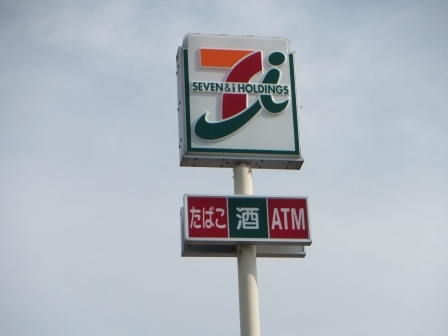 7i
SEVEN & i HOLDINGS
たばこ 酒 ATM